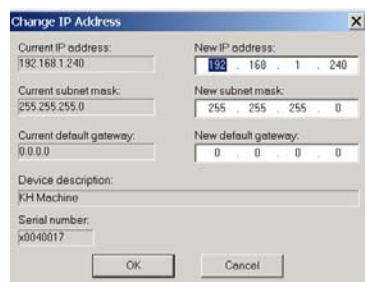 Change IP Address
Current IP address: New IP address:
192.168.1.240 192 . 168 . 1 . 240
Current subnet mask: New subnet mask:
255.255.255.0 255 . 255 . 255 . 0
Current default gateway: New default gateway:
0.0.0.0 0 . 0 . 0 . 0
Device description:
KH Machine
Serial number:
x0040017
OK Cancel